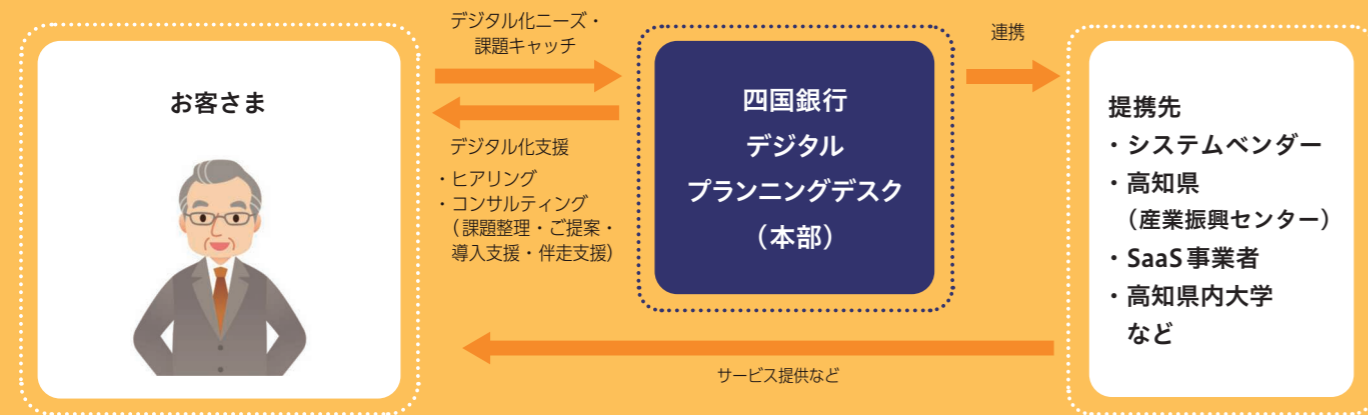 お客さま
デジタル化ニーズ・
課題キャッチ
デジタル化支援
・ヒアリング
・コンサルティング
（課題整理・ご提案・
導入支援・伴走支援）
四国銀行
デジタル
プランニングデスク
（本部）
連携
提携先
・システムベンダー
・高知県
（産業振興センター）
・SaaS事業者
・高知県内大学
など
サービス提供など